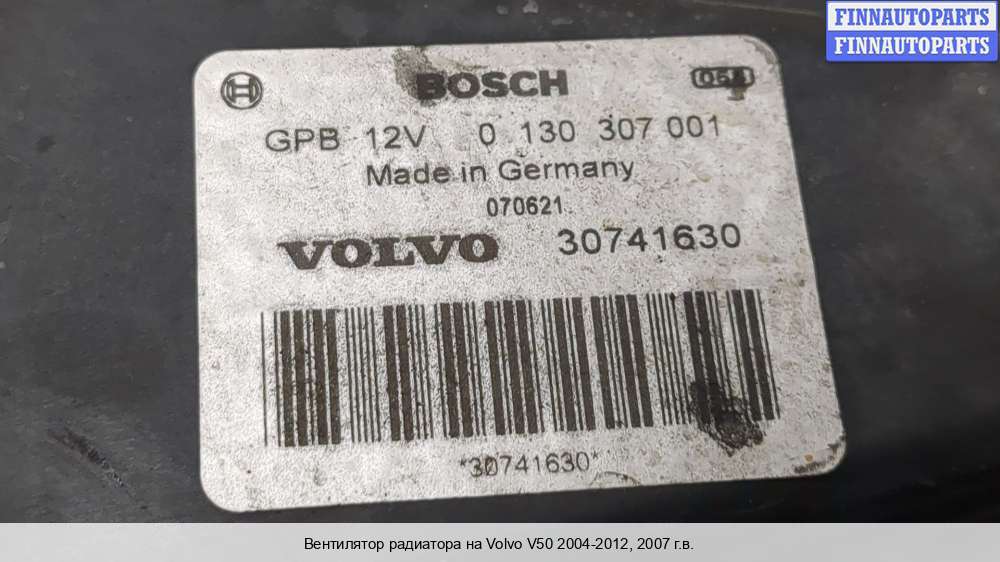 FINNAUTOPARTS
FINNAUTOPARTS
BOSCH
GPB 12V 0 130 307 001
Made in Germany
070621
VOLVO 30741630
*30741630*
Вентилятор радиатора на Volvo V50 2004-2012, 2007 г.в.